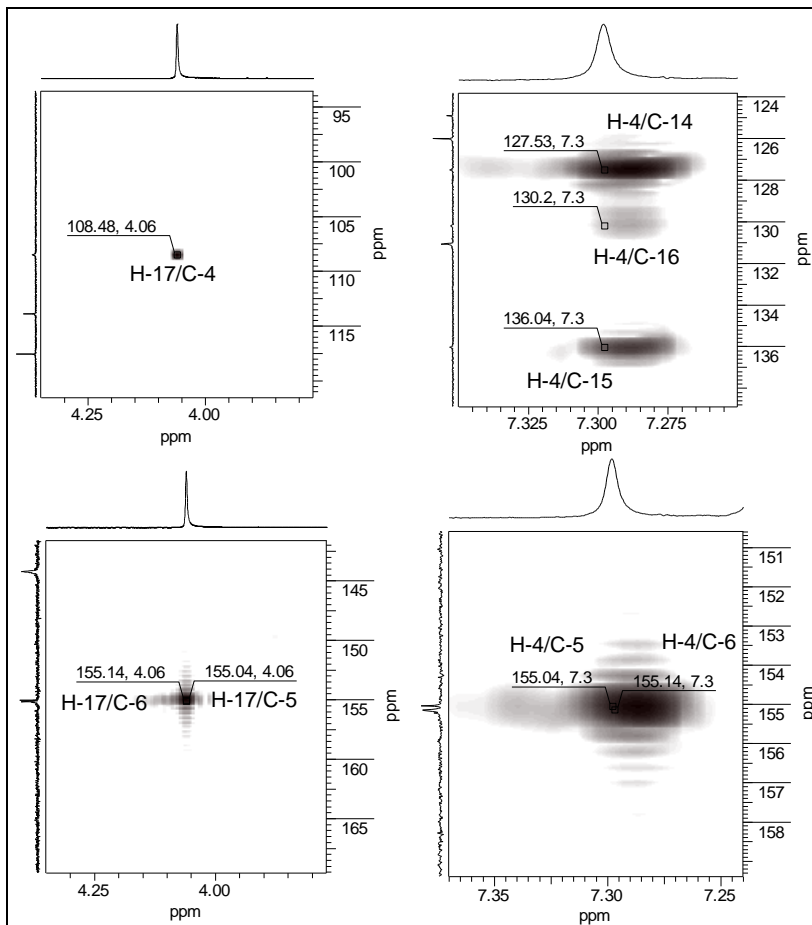 95
100
105
110
115
ppm
108.48, 4.06
H-17/C-4
4.25 4.00
ppm
124
126
128
130
132
134
136
ppm
H-4/C-14
127.53, 7.3
130.2, 7.3
H-4/C-16
136.04, 7.3
H-4/C-15
7.325 7.300 7.275
ppm
145
150
155
160
165
ppm
155.14, 4.06 155.04, 4.06
H-17/C-6 H-17/C-5
4.25 4.00
ppm
151
152
153
154
155
156
157
158
ppm
H-4/C-5 H-4/C-6
155.04, 7.3 155.14, 7.3
7.35 7.30 7.25
ppm